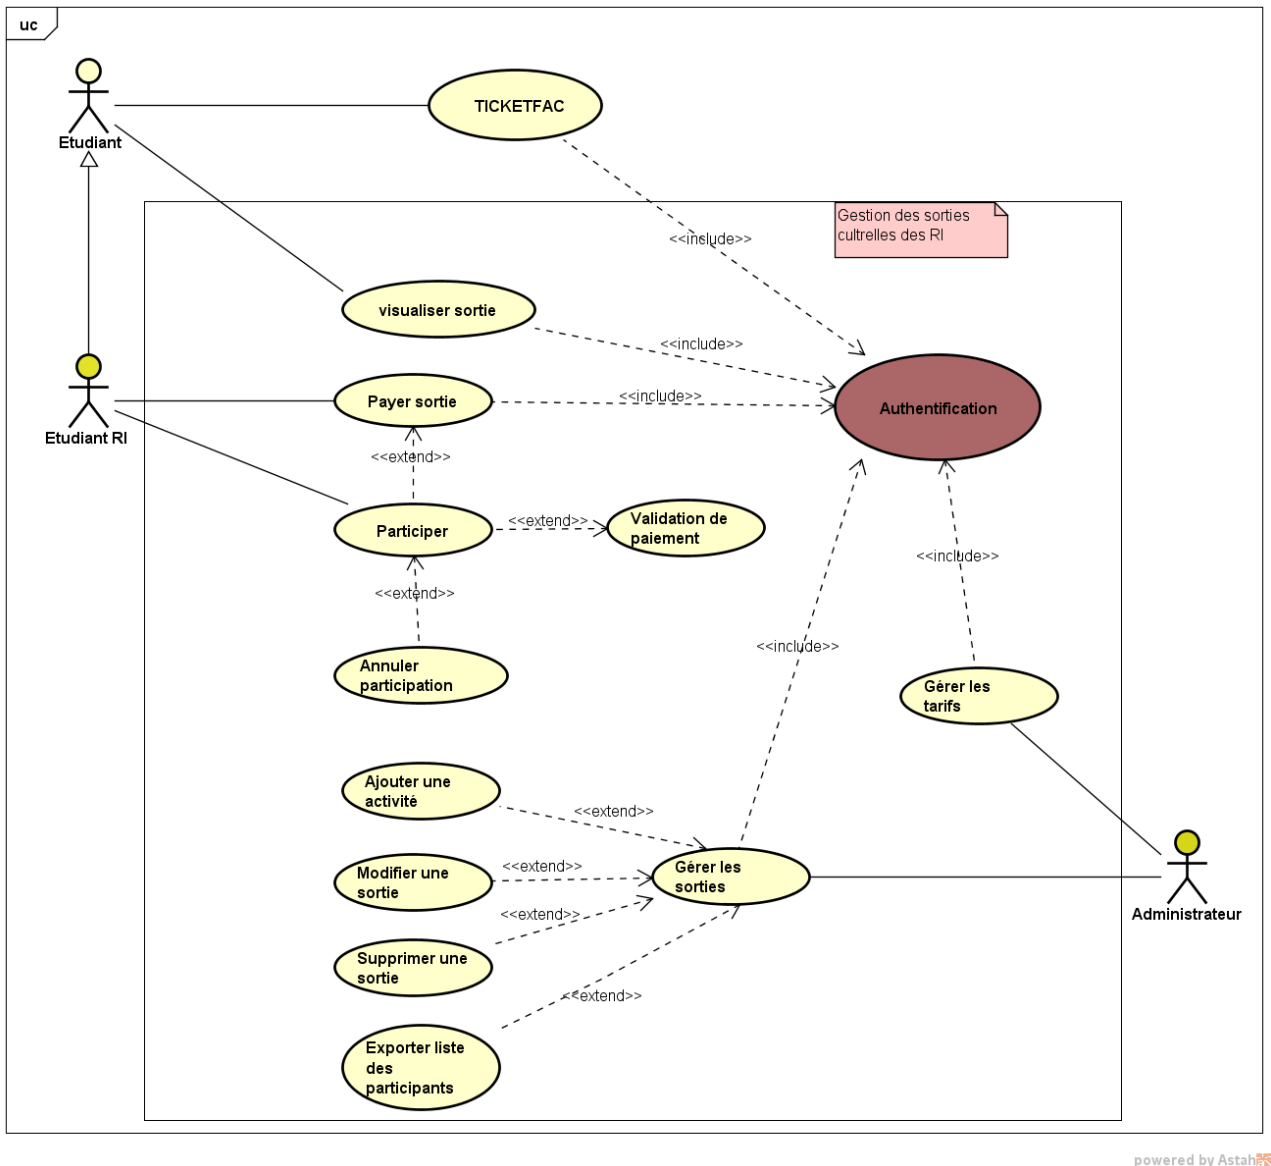 uc
Etudiant
TICKETFAC
<<include>>
Gestion des sorties
cultrelles des RI
visualiser sortie
<<include>>
Etudiant RI
Payer sortie
<<include>>
Authentification
<<extend>>
Participer
<<extend>>
Validation de
paiement
<<include>>
<<extend>>
Annuler
participation
<<include>>
Gérer les
tarifs
Ajouter une
activité
<<extend>>
Modifier une
sortie
<<extend>>
Gérer les
sorties
Administrateur
<<extend>>
Supprimer une
sortie
<<extend>>
Exporter liste
des
participants
powered by Astah